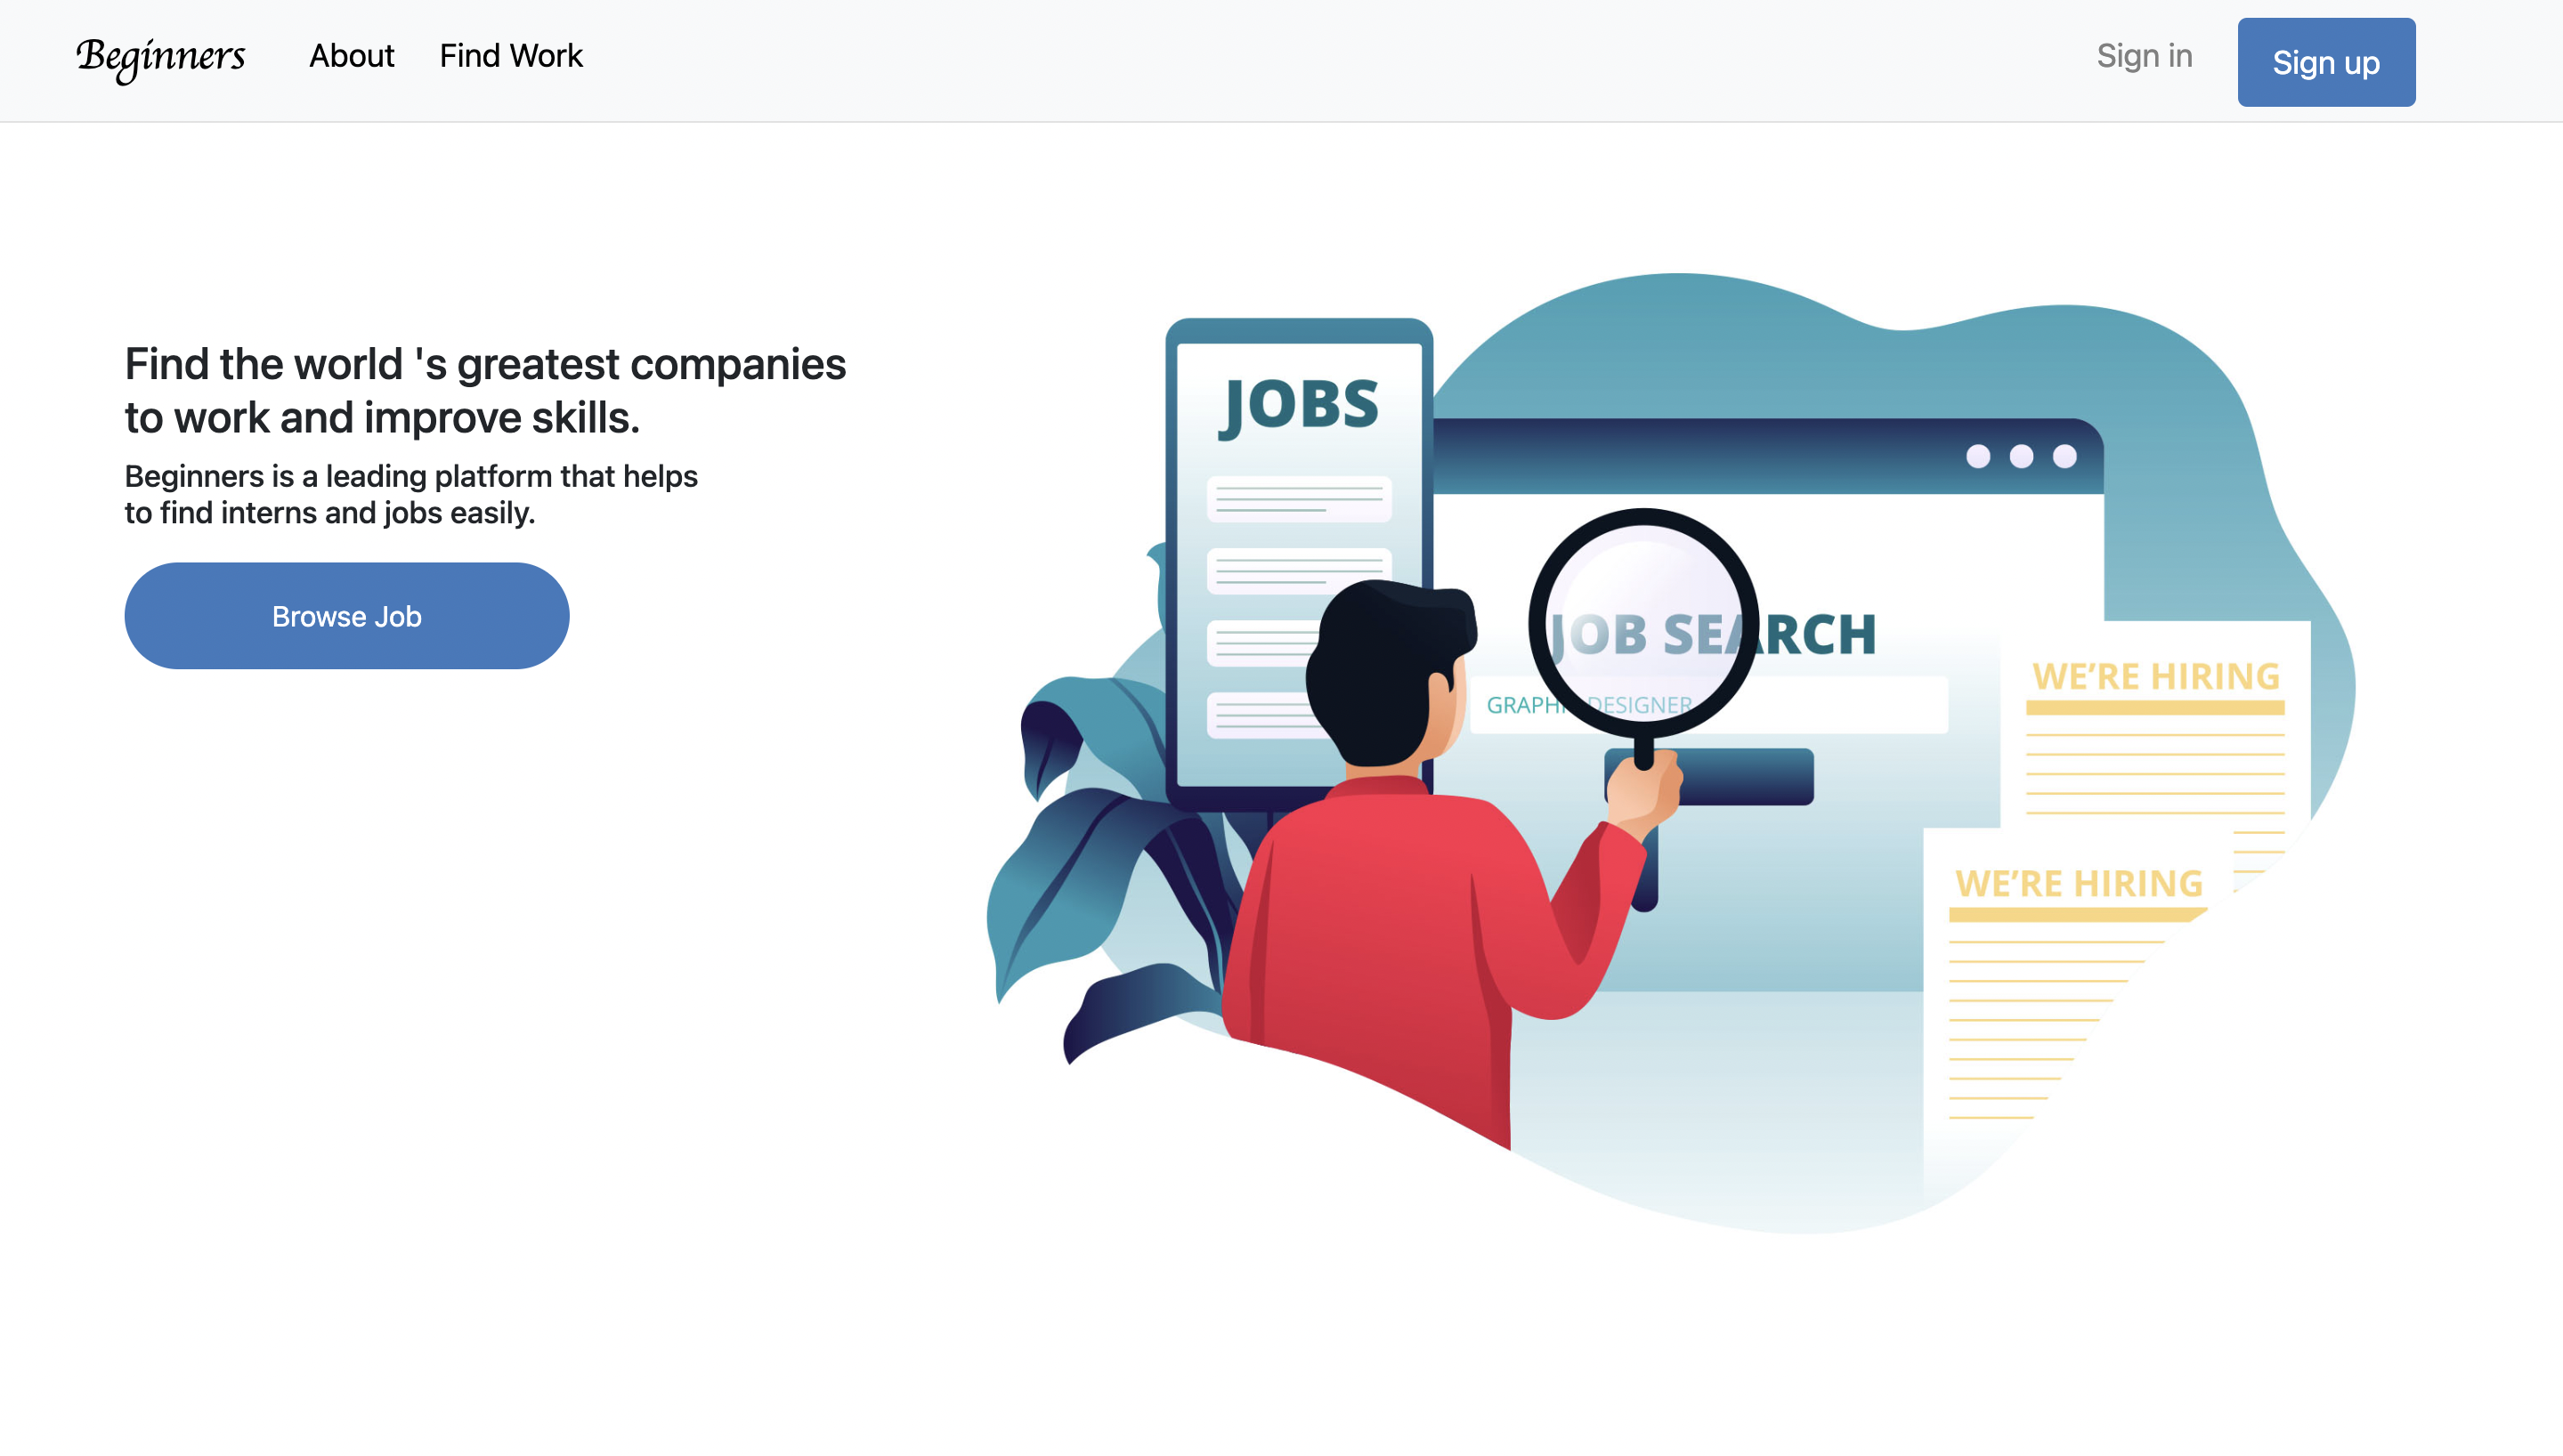 Beginners
About
Find Work
Sign in
Sign up
Find the world 's greatest companies
to work and improve skills.
Beginners is a leading platform that helps
to find interns and jobs easily.
Browse Job
JOBS
JOB SEARCH
GRAPHIC DESIGNER
WE'RE HIRING
WE'RE HIRING